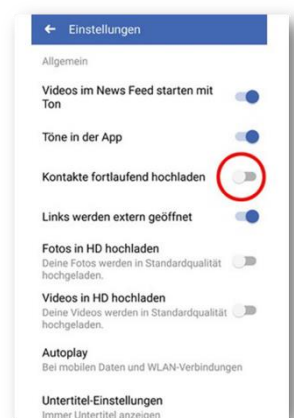 Einstellungen
Allgemein
Videos im News Feed starten mit
Ton
Töne in der App
Kontakte fortlaufend hochladen
Links werden extern geöffnet
Fotos in HD hochladen
Deine Fotos werden in Standardqualität
hochgeladen.
Videos in HD hochladen
Deine Videos werden in Standardqualität
hochgeladen.
Autoplay
Bei mobilen Daten und WLAN-Verbindungen
Untertitel-Einstellungen
Immer Untertitel anzeigen